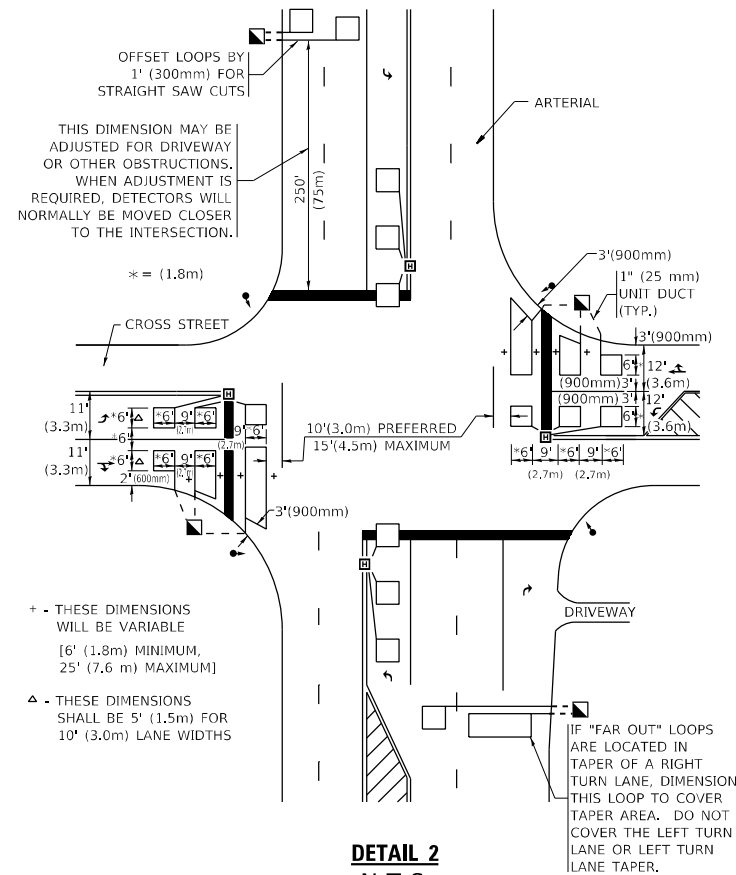 OFFSET LOOPS BY
1' (300mm) FOR
STRAIGHT SAW CUTS
ARTERIAL
THIS DIMENSION MAY BE
ADJUSTED FOR DRIVEWAY
OR OTHER OBSTRUCTIONS.
WHEN ADJUSTMENT IS
REQUIRED, DETECTORS WILL
NORMALLY BE MOVED CLOSER
TO THE INTERSECTION.
250'
(75m)
* = (1.8m)
H
3'(900mm)
1" (25 mm)
UNIT DUCT
(TYP.)
CROSS STREET
3'(900mm)
6'*
12'
(3.6m)
(900mm) 3'
(900mm) 3'
6'*
12'
(3.6m)
H
*6' 9' *6' 9' *6'
(2.7m) (2.7m)
H
11'
(3.3m)
*6' Δ
*6' 9' *6'
(2.7m)
9' *6'
(2.7m)
*6'
11'
(3.3m)
*6' Δ
*6' 9' *6'
(2.7m)
2' (600mm)
10'(3.0m) PREFERRED
15'(4.5m) MAXIMUM
3'(900mm)
H
+ - THESE DIMENSIONS
WILL BE VARIABLE
[6' (1.8m) MINIMUM,
25' (7.6 m) MAXIMUM]
Δ - THESE DIMENSIONS
SHALL BE 5' (1.5m) FOR
10' (3.0m) LANE WIDTHS
DRIVEWAY
IF "FAR OUT" LOOPS
ARE LOCATED IN
TAPER OF A RIGHT
TURN LANE, DIMENSION
THIS LOOP TO COVER
TAPER AREA. DO NOT
COVER THE LEFT TURN
LANE OR LEFT TURN
LANE TAPER.
DETAIL 2